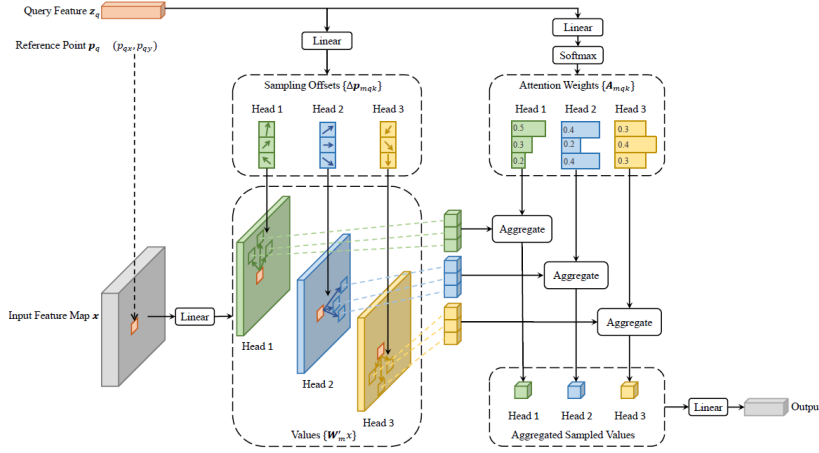 Query Feature z_q
Reference Point p_q (p_qx, p_qy)
Linear
Linear
Softmax
Sampling Offsets {Δp_mqk}
Head 1 Head 2 Head 3
Attention Weights {A_mqk}
Head 1 Head 2 Head 3
0.5 0.4 0.3
0.3 0.2 0.4
0.2 0.4 0.3
Aggregate
Aggregate
Aggregate
Input Feature Map x
Linear
Head 1
Head 2
Head 3
Values {W'_m x}
Head 1 Head 2 Head 3
Aggregated Sampled Values
Linear
Outpu